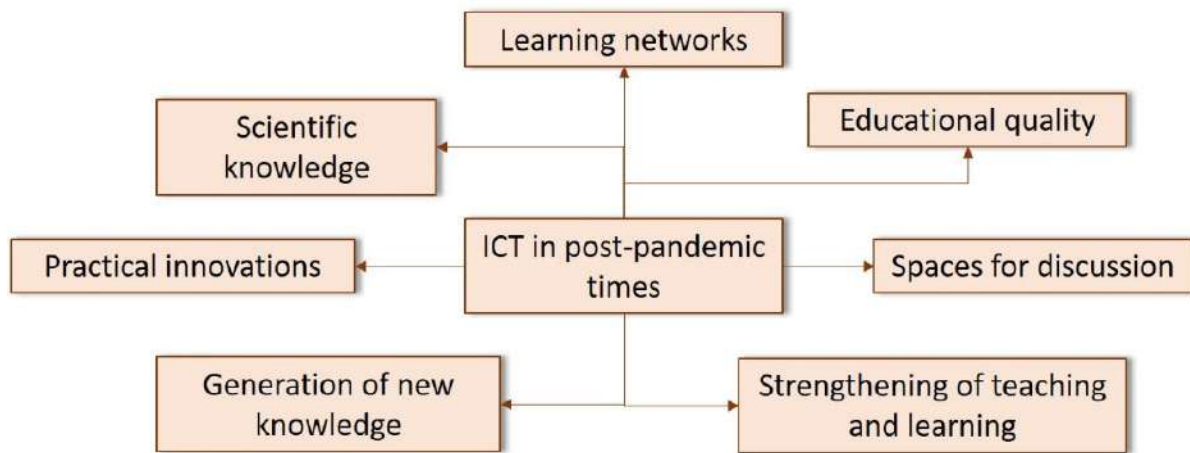 Learning networks
Scientific
knowledge
Educational quality
Practical innovations
ICT in post-pandemic
times
Spaces for discussion
Generation of new
knowledge
Strengthening of teaching
and learning